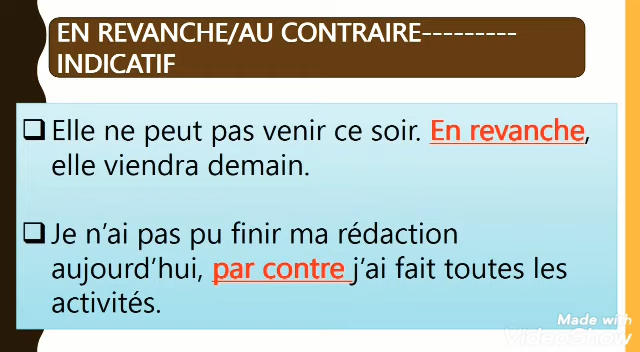 EN REVANCHE/AU CONTRAIRE---------
INDICATIF
❑Elle ne peut pas venir ce soir. En revanche,
elle viendra demain.
❑Je n’ai pas pu finir ma rédaction
aujourd’hui, par contre j’ai fait toutes les
activités.
Made with
VideoShow